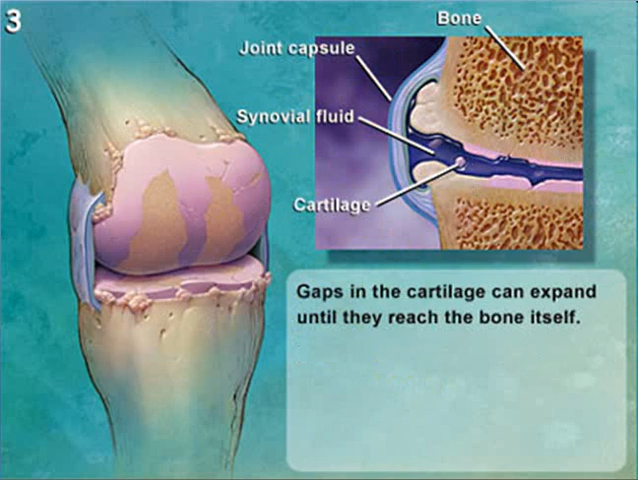 3
Bone
Joint capsule
Synovial fluid
Cartilage
Gaps in the cartilage can expand
until they reach the bone itself.